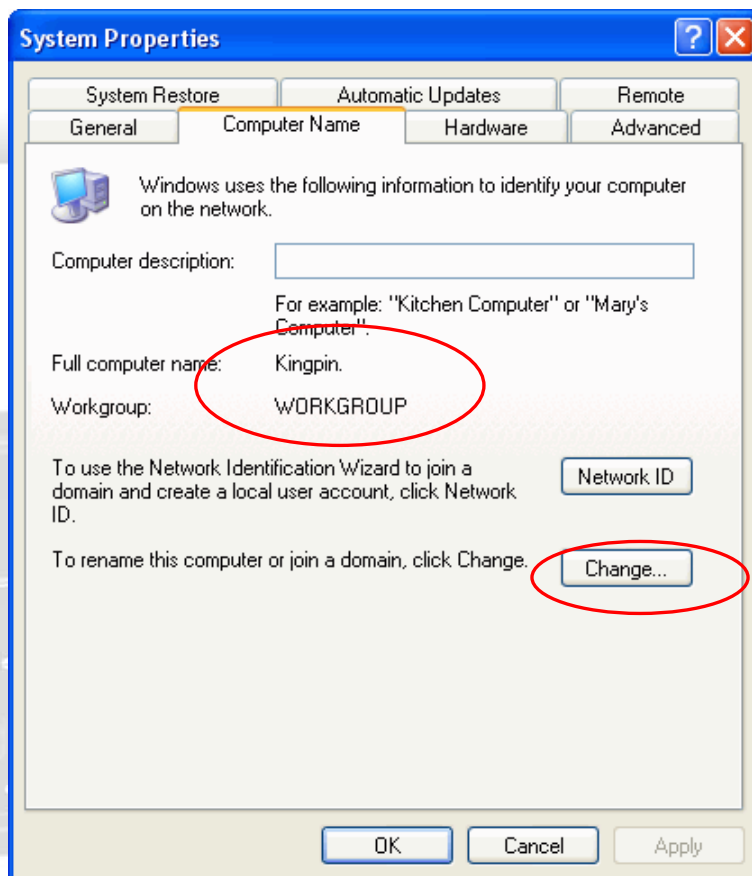 System Properties
System Restore
Automatic Updates
Remote
General
Computer Name
Hardware
Advanced
Windows uses the following information to identify your computer
on the network.
Computer description:
For example: "Kitchen Computer" or "Mary's
Computer".
Full computer name:
Kingpin.
Workgroup:
WORKGROUP
To use the Network Identification Wizard to join a
domain and create a local user account, click Network
ID.
Network ID
To rename this computer or join a domain, click Change.
Change...
OK
Cancel
Apply